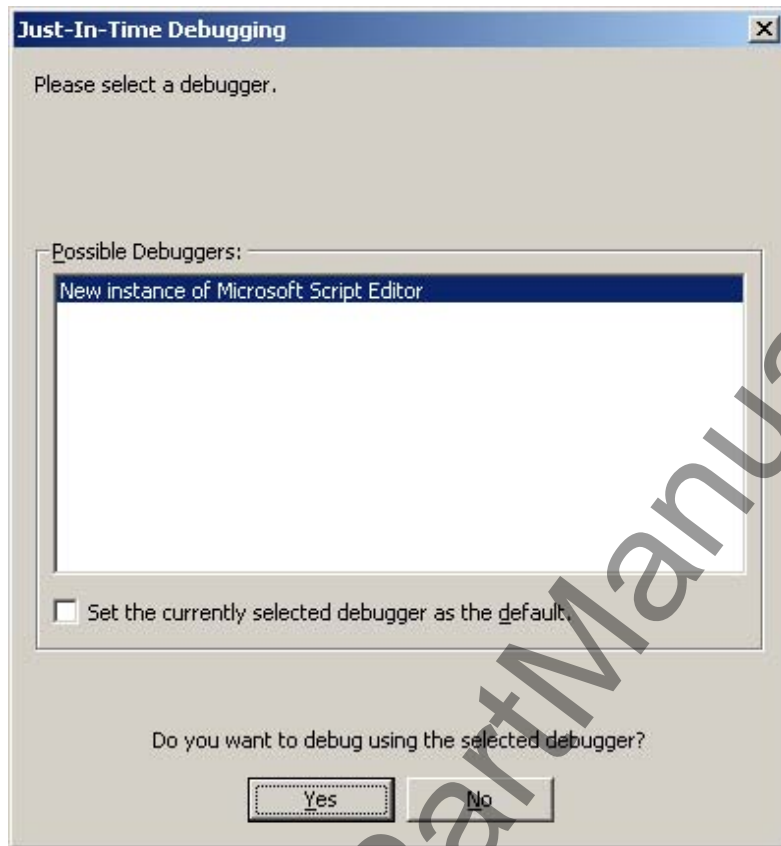 Just-In-Time Debugging
Please select a debugger.
Possible Debuggers:
New instance of Microsoft Script Editor
Set the currently selected debugger as the default.
Do you want to debug using the selected debugger?
Yes No